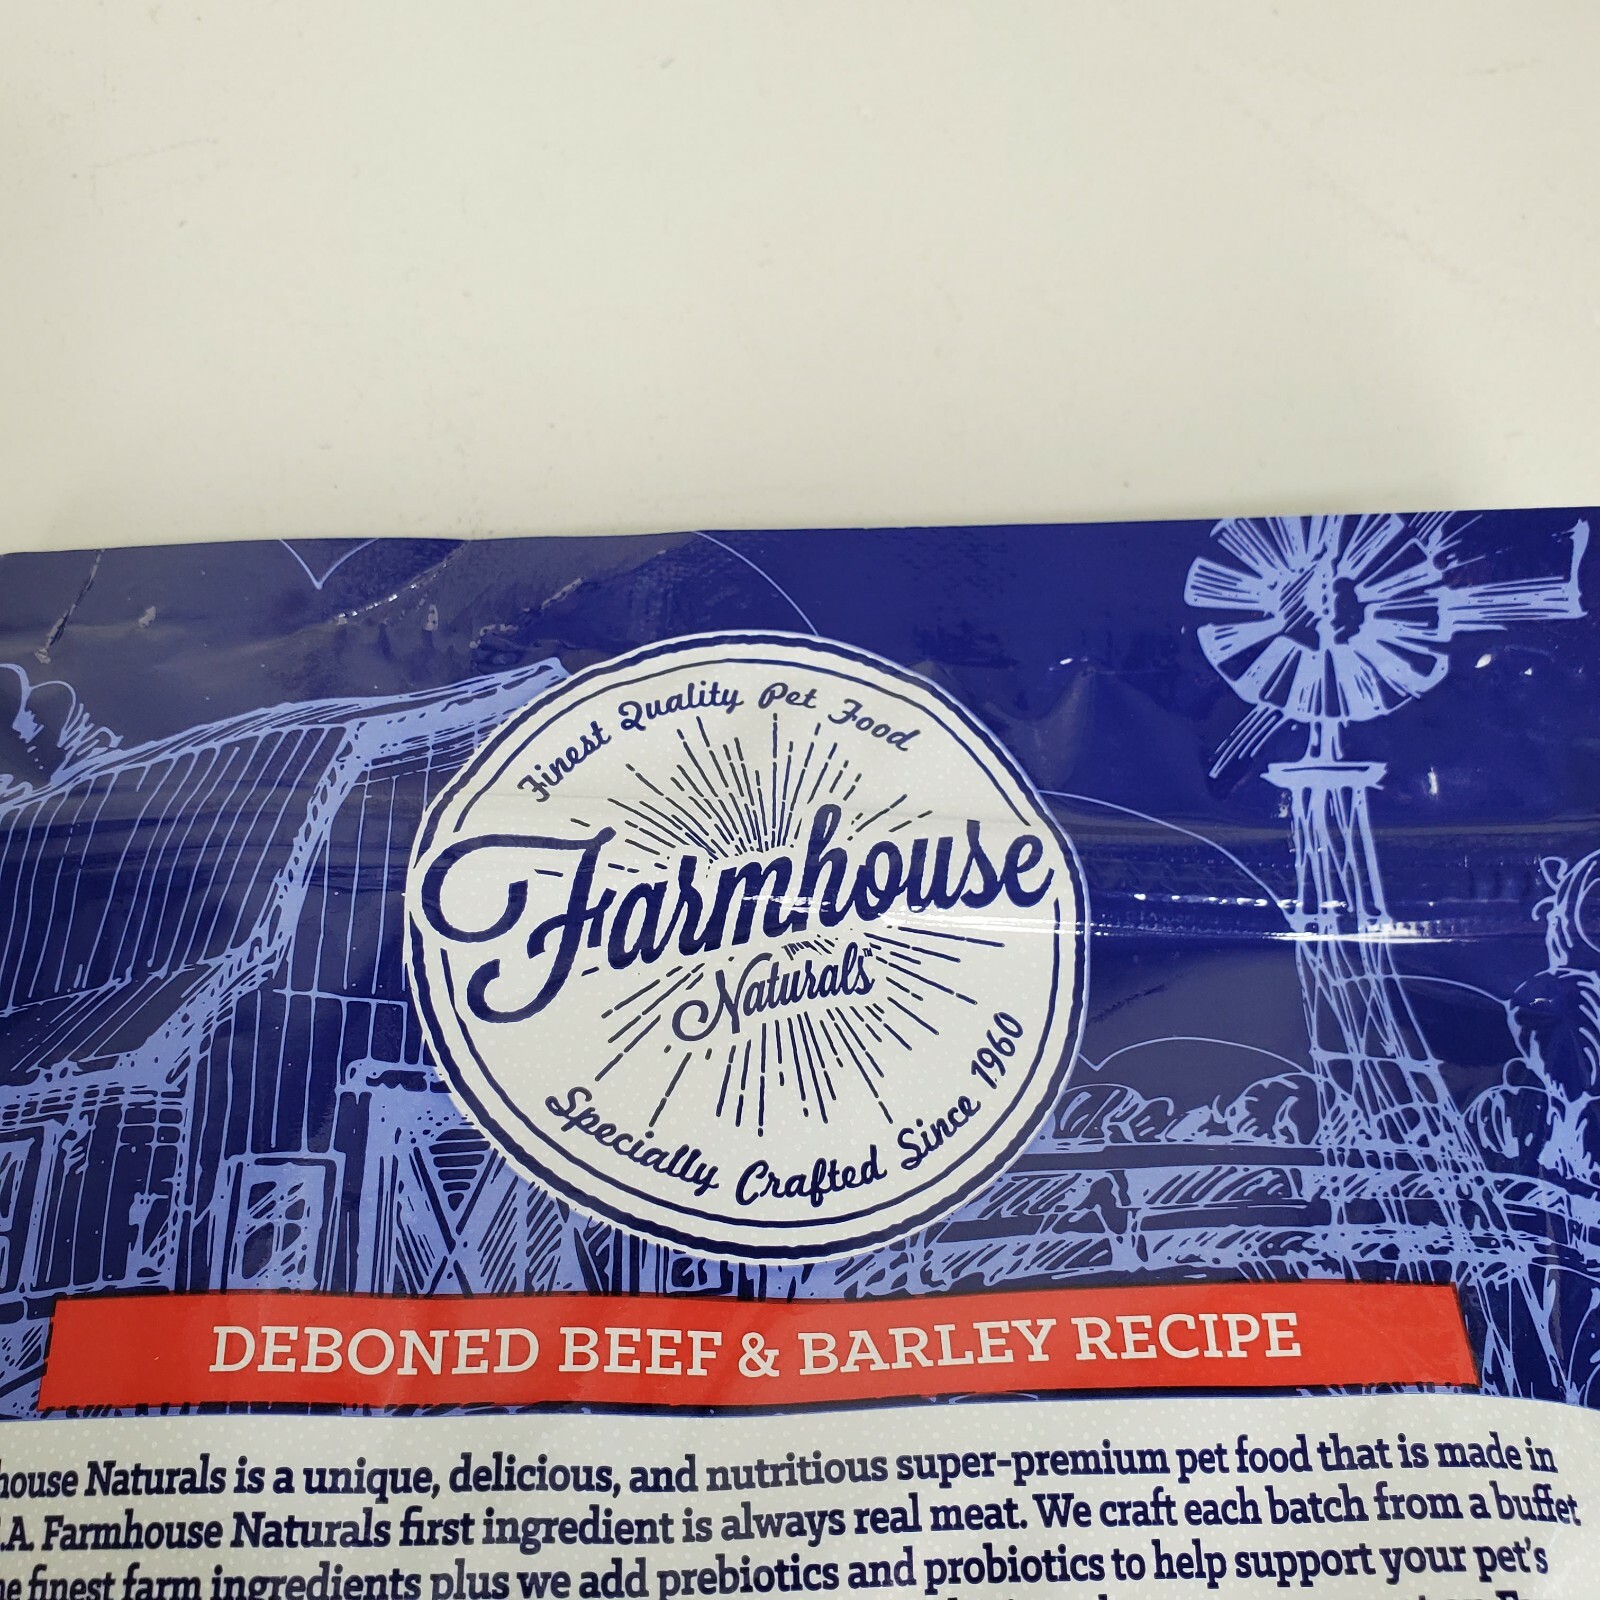 Finest Quality Pet Food
Farmhouse
Naturals™
Specially Crafted Since 1960
DEBONED BEEF & BARLEY RECIPE
house Naturals is a unique, delicious, and nutritious super-premium pet food that is made in
.A. Farmhouse Naturals first ingredient is always real meat. We craft each batch from a buffet
finest farm ingredients plus we add prebiotics and probiotics to help support your pet's